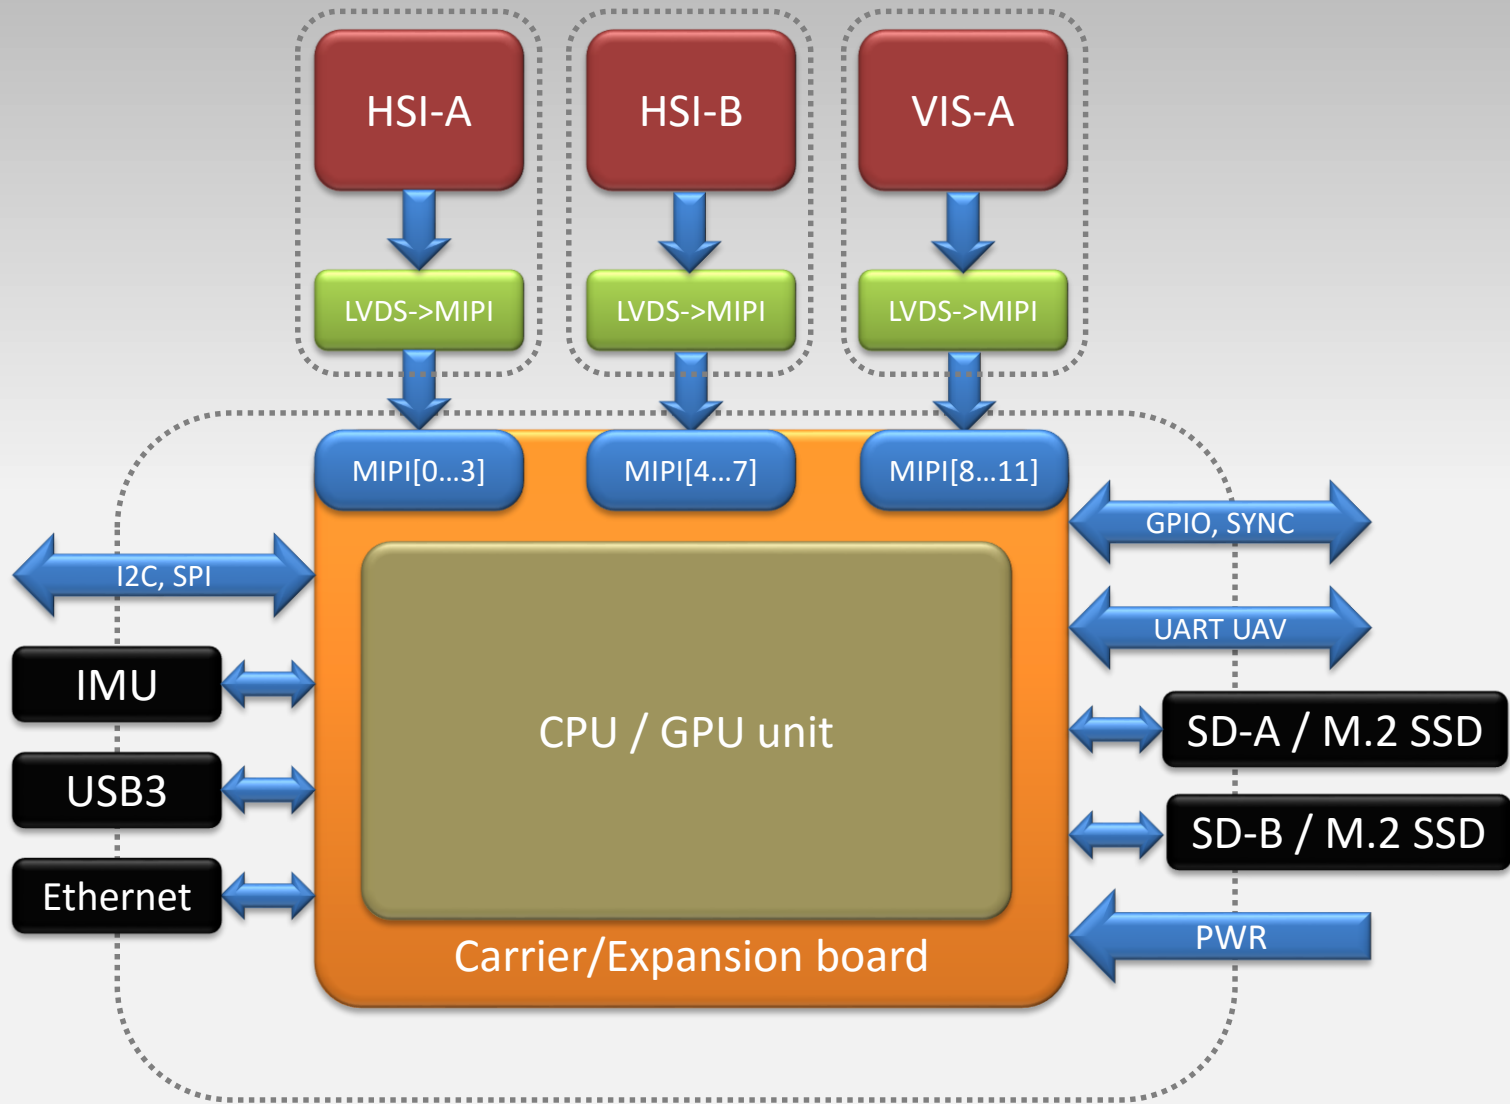 HSI-A
HSI-B
VIS-A
LVDS->MIPI
LVDS->MIPI
LVDS->MIPI
MIPI[0...3]
MIPI[4...7]
MIPI[8...11]
GPIO, SYNC
I2C, SPI
UART UAV
IMU
SD-A / M.2 SSD
CPU / GPU unit
USB3
SD-B / M.2 SSD
Ethernet
PWR
Carrier/Expansion board